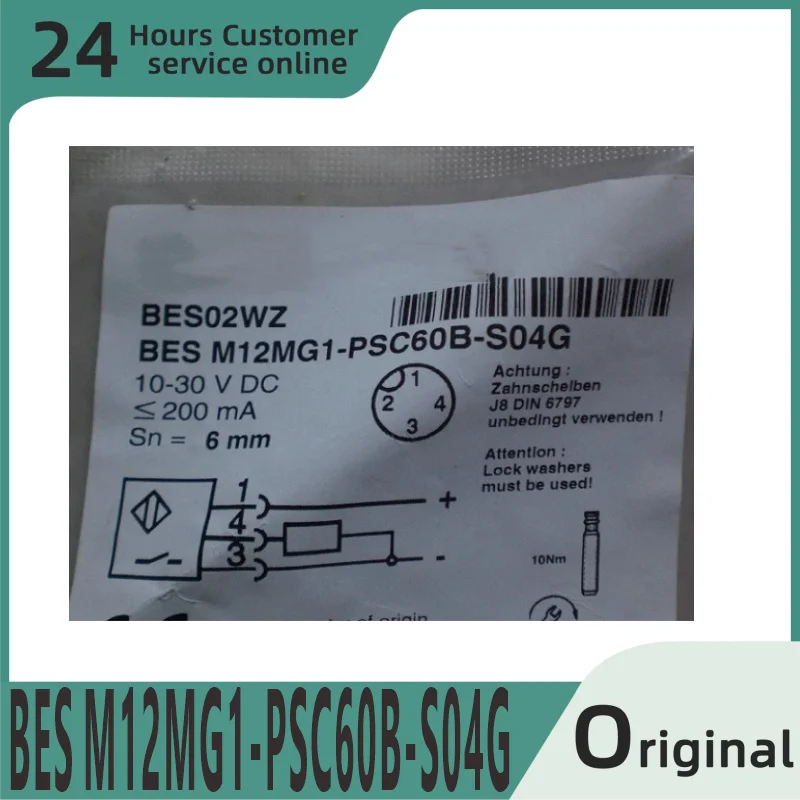 24 Hours Customer
service online
BES02WZ
BES M12MG1-PSC60B-S04G
10-30 V DC
≤200 mA
Sn = 6 mm
1
2 4
3
Achtung :
Zahnscheiben
J8 DIN 6797
unbedingt verwenden !
Attention :
Lock washers
must be used!
1 +
4
3 -
10Nm
of origin
BES M12MG1-PSC60B-S04G
Original